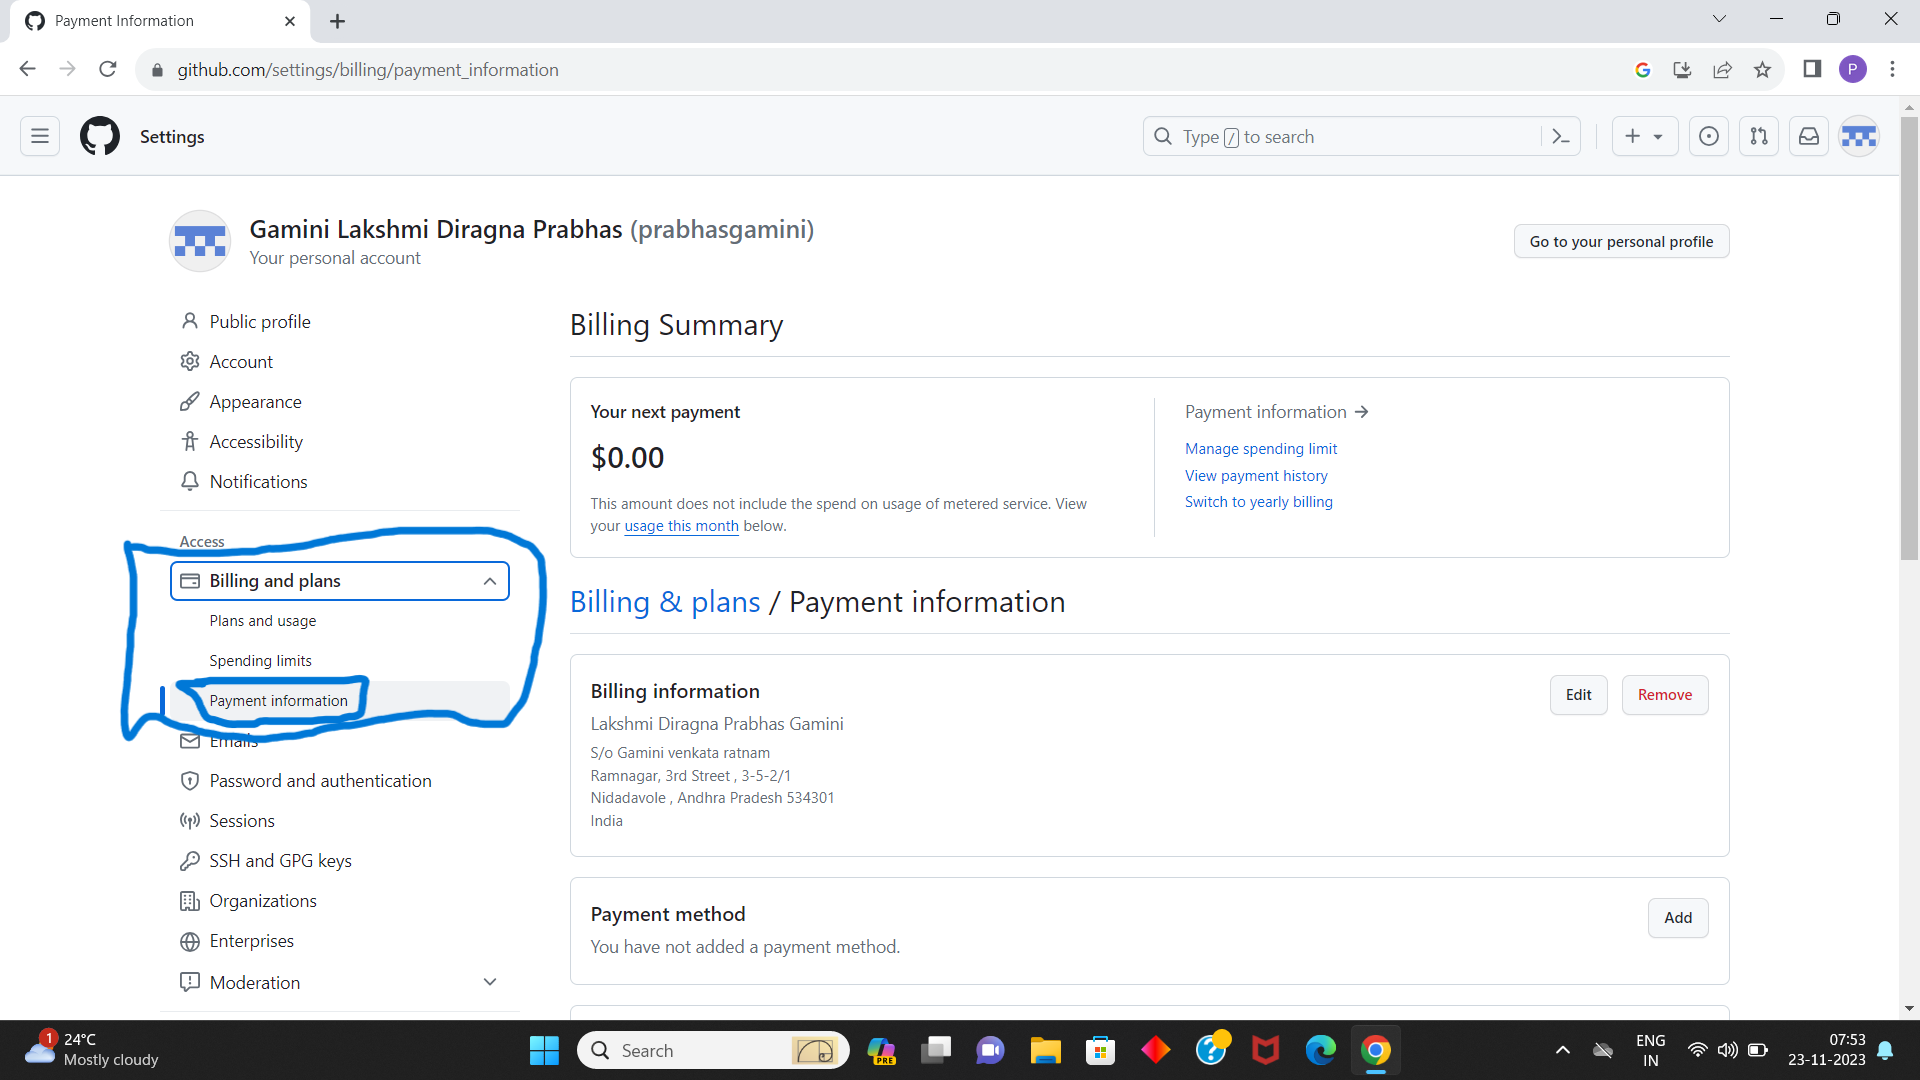 Payment Information
github.com/settings/billing/payment_information
P
Settings
Type / to search
Gamini Lakshmi Diragna Prabhas (prabhasgamini)
Your personal account
Go to your personal profile
Public profile
Account
Appearance
Accessibility
Notifications
Access
Billing and plans
Plans and usage
Spending limits
Payment information
Emails
Password and authentication
Sessions
SSH and GPG keys
Organizations
Enterprises
Moderation
Billing Summary
Your next payment
$0.00
This amount does not include the spend on usage of metered service. View
your usage this month below.
Payment information
Manage spending limit
View payment history
Switch to yearly billing
Billing & plans / Payment information
Billing information
Edit
Remove
Lakshmi Diragna Prabhas Gamini
S/o Gamini venkata ratnam
Ramnagar, 3rd Street , 3-5-2/1
Nidadavole , Andhra Pradesh 534301
India
Payment method
Add
You have not added a payment method.
1
24°C
Mostly cloudy
Search
PRE
ENG
IN
07:53
23-11-2023